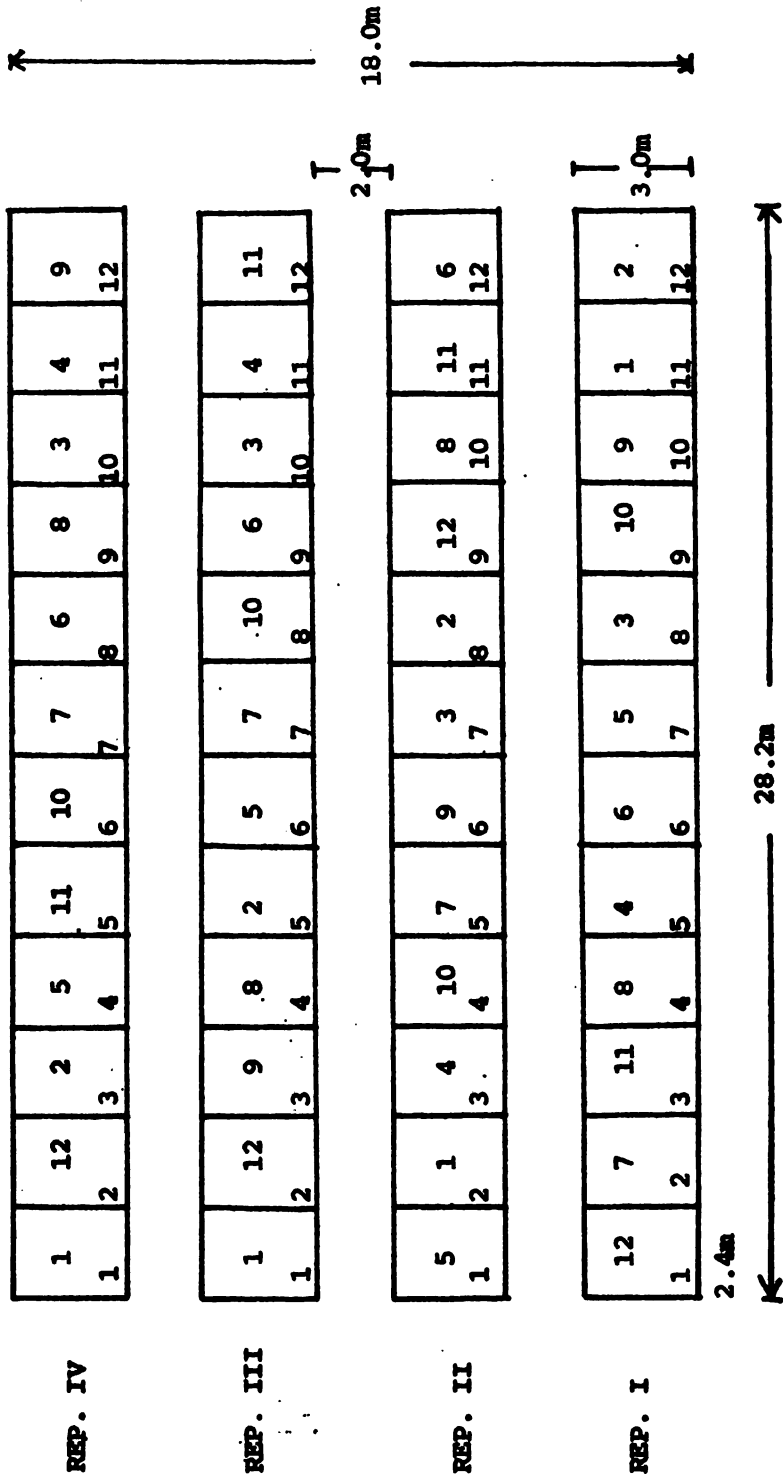 REP. IV 1 12 2 5 11 10 7 6 8 3 4 9
1 2 3 4 5 6 7 8 9 10 11 12
REP. III 1 12 9 8 2 5 7 10 6 3 4 11
1 2 3 4 5 6 7 8 9 10 11 12
2.0m
18.0m
REP. II 5 1 4 10 7 9 3 2 12 8 11 6
1 2 3 4 5 6 7 8 9 10 11 12
REP. I 12 7 11 8 4 6 5 3 10 9 1 2
1 2 3 4 5 6 7 8 9 10 11 12
3.0m
2.4m
28.2m